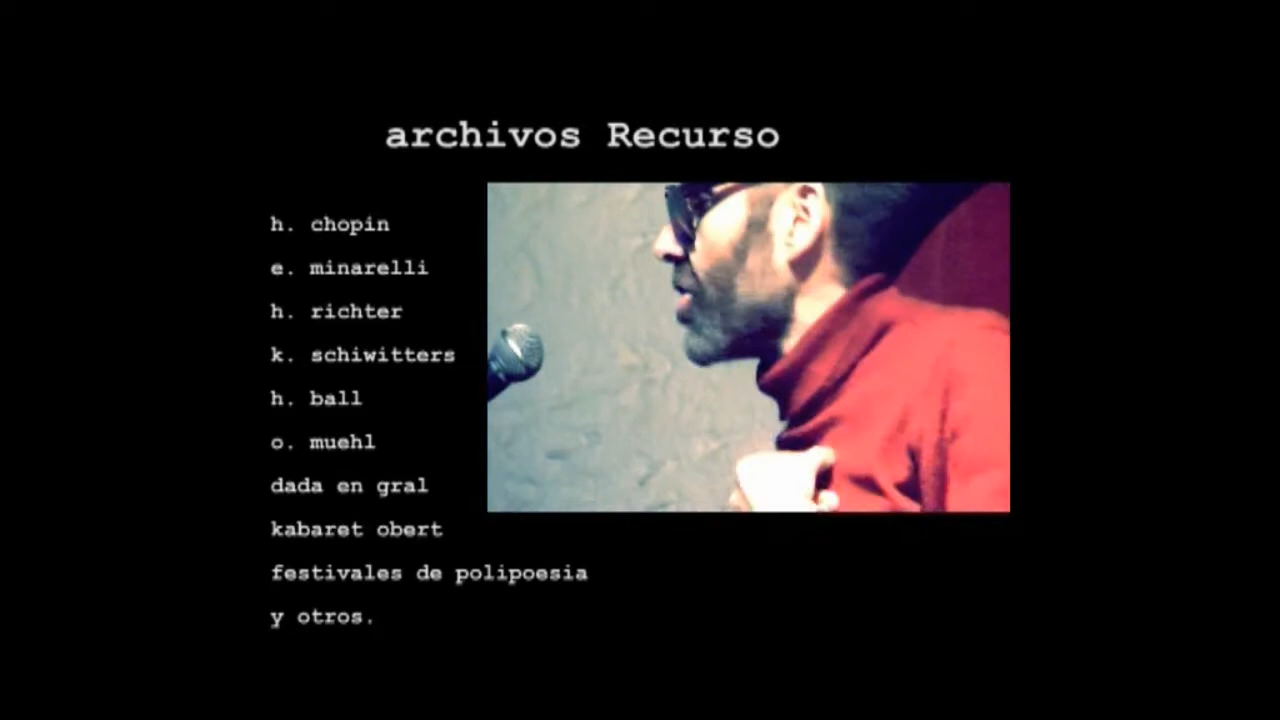 archivos Recurso
h. chopin
e. minarelli
h. richter
k. schiwitters
h. ball
o. muehl
dada en gral
kabaret obert
festivales de polipoesia
y otros.